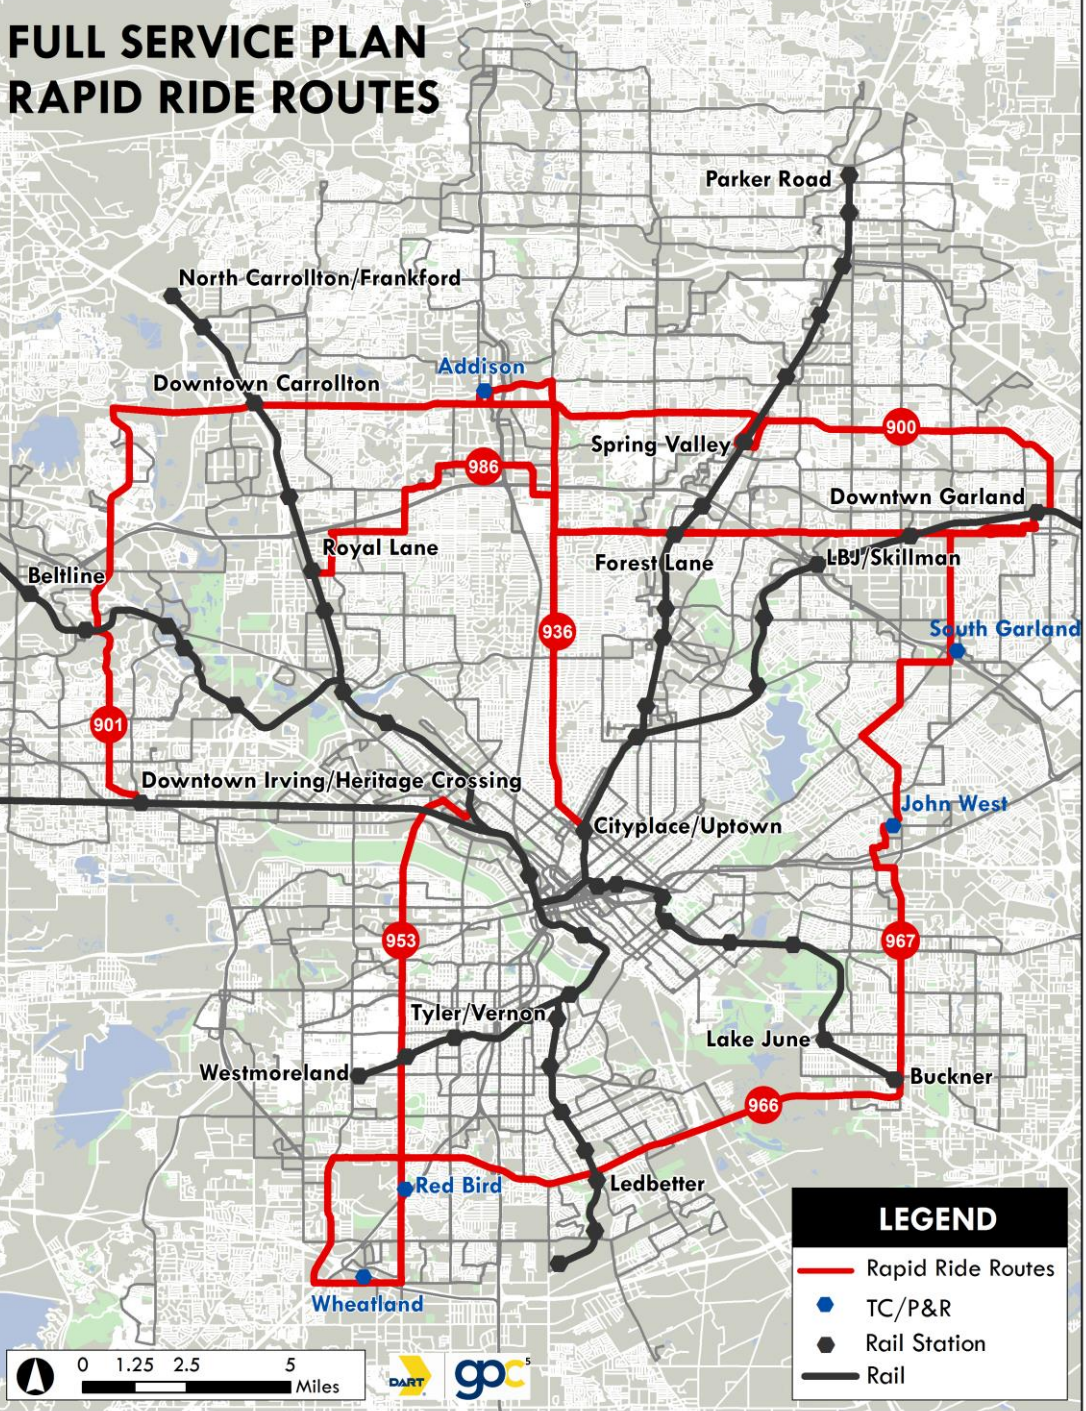 FULL SERVICE PLAN
RAPID RIDE ROUTES
Parker Road
North Carrollton/Frankford
Addison
Downtown Carrollton
900
Spring Valley
986
Downtwn Garland
Royal Lane
Forest Lane
LBJ/Skillman
Beltline
936
South Garland
901
Downtown Irving/Heritage Crossing
John West
Cityplace/Uptown
953
967
Tyler/Vernon
Lake June
Westmoreland
Buckner
966
Red Bird
Ledbetter
Wheatland
LEGEND
Rapid Ride Routes
TC/P&R
Rail Station
Rail
0 1.25 2.5 5
Miles
DART
gpc5